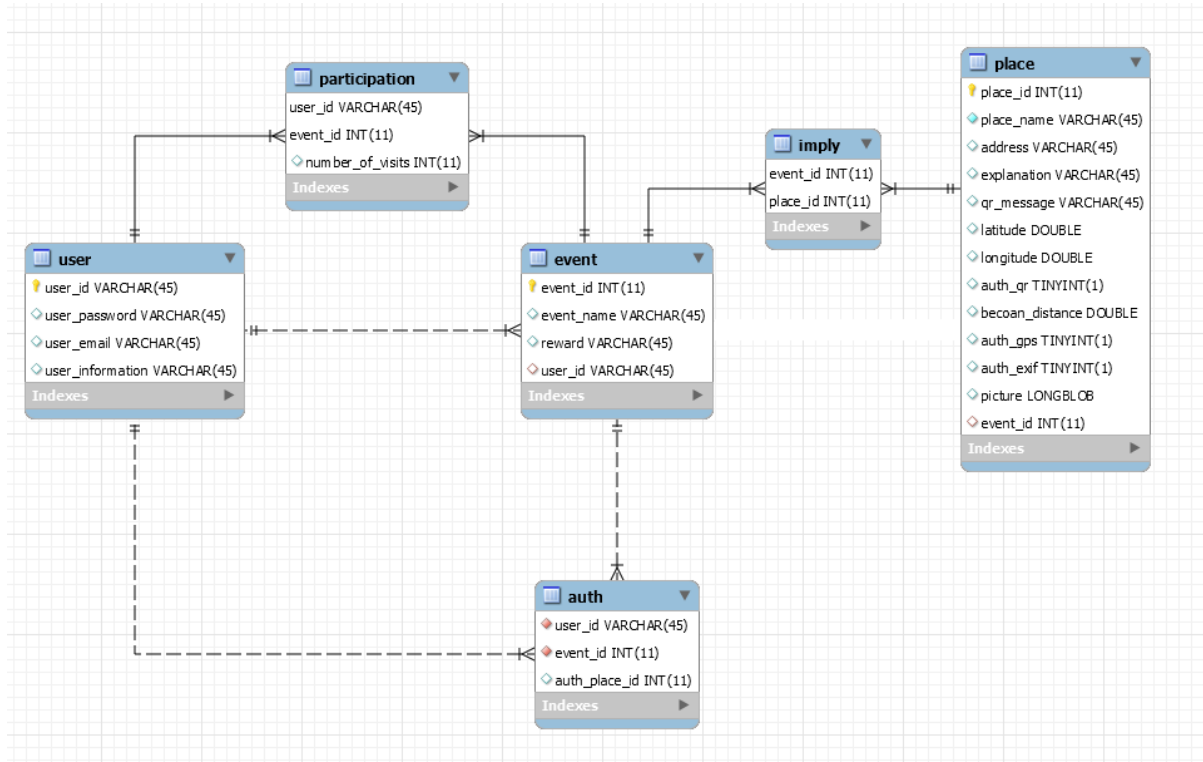 participation
user_id VARCHAR(45)
event_id INT(11)
number_of_visits INT(11)
Indexes
place
place_id INT(11)
place_name VARCHAR(45)
address VARCHAR(45)
explanation VARCHAR(45)
qr_message VARCHAR(45)
latitude DOUBLE
longitude DOUBLE
auth_qr TINYINT(1)
becoan_distance DOUBLE
auth_gps TINYINT(1)
auth_exif TINYINT(1)
picture LONGBLOB
event_id INT(11)
Indexes
imply
event_id INT(11)
place_id INT(11)
Indexes
user
user_id VARCHAR(45)
user_password VARCHAR(45)
user_email VARCHAR(45)
user_information VARCHAR(45)
Indexes
event
event_id INT(11)
event_name VARCHAR(45)
reward VARCHAR(45)
user_id VARCHAR(45)
Indexes
auth
user_id VARCHAR(45)
event_id INT(11)
auth_place_id INT(11)
Indexes